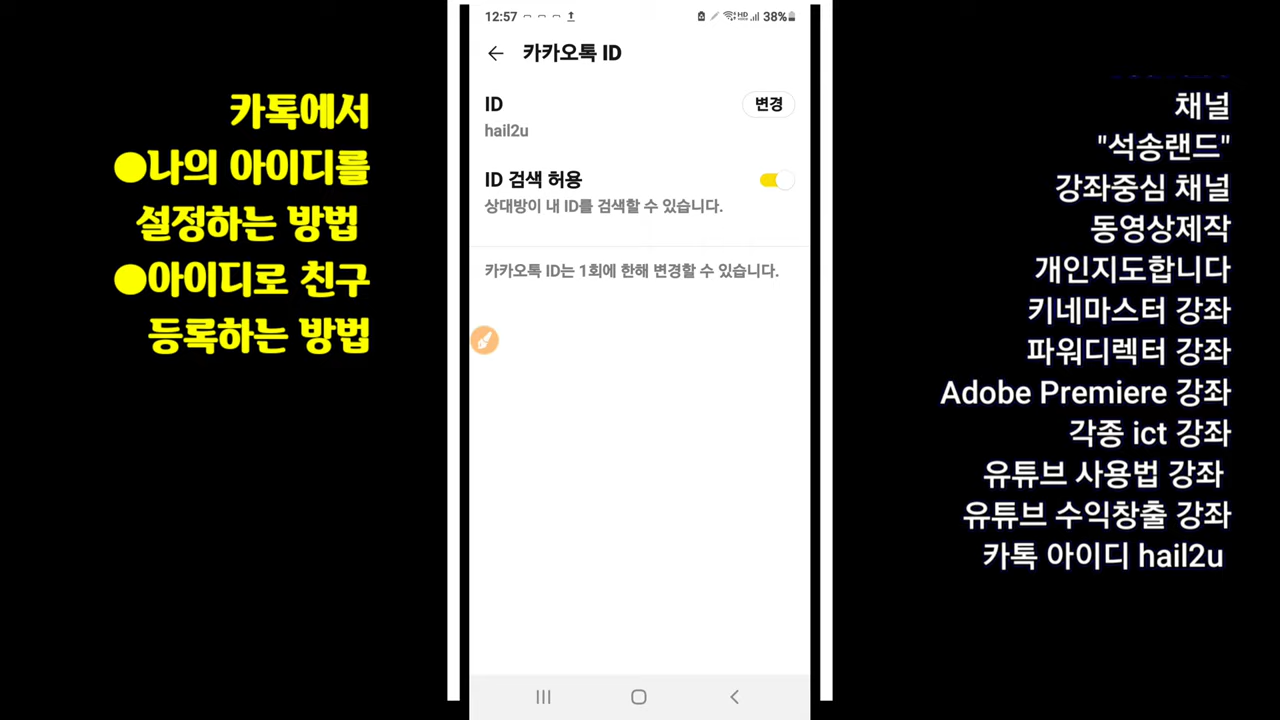 카톡에서
●나의 아이디를
설정하는 방법
●아이디로 친구
등록하는 방법
12:57
38%
카카오톡 ID
ID
변경
hail2u
ID 검색 허용
상대방이 내 ID를 검색할 수 있습니다.
카카오톡 ID는 1회에 한해 변경할 수 있습니다.
채널
"석송랜드"
강좌중심 채널
동영상제작
개인지도합니다
키네마스터 강좌
파워디렉터 강좌
Adobe Premiere 강좌
각종 ict 강좌
유튜브 사용법 강좌
유튜브 수익창출 강좌
카톡 아이디 hail2u